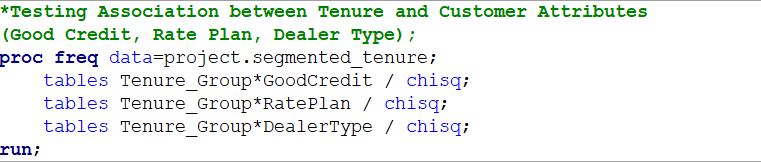 *Testing Association between Tenure and Customer Attributes
(Good Credit, Rate Plan, Dealer Type);
proc freq data=project.segmented_tenure;
    tables Tenure_Group*GoodCredit / chisq;
    tables Tenure_Group*RatePlan / chisq;
    tables Tenure_Group*DealerType / chisq;
run;